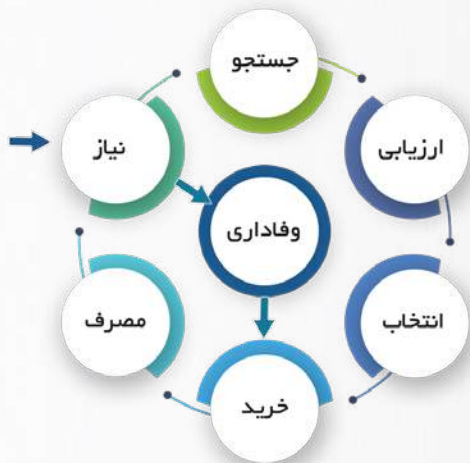 جستجو
نیاز
ارزیابی
وفاداری
مصرف
انتخاب
خرید